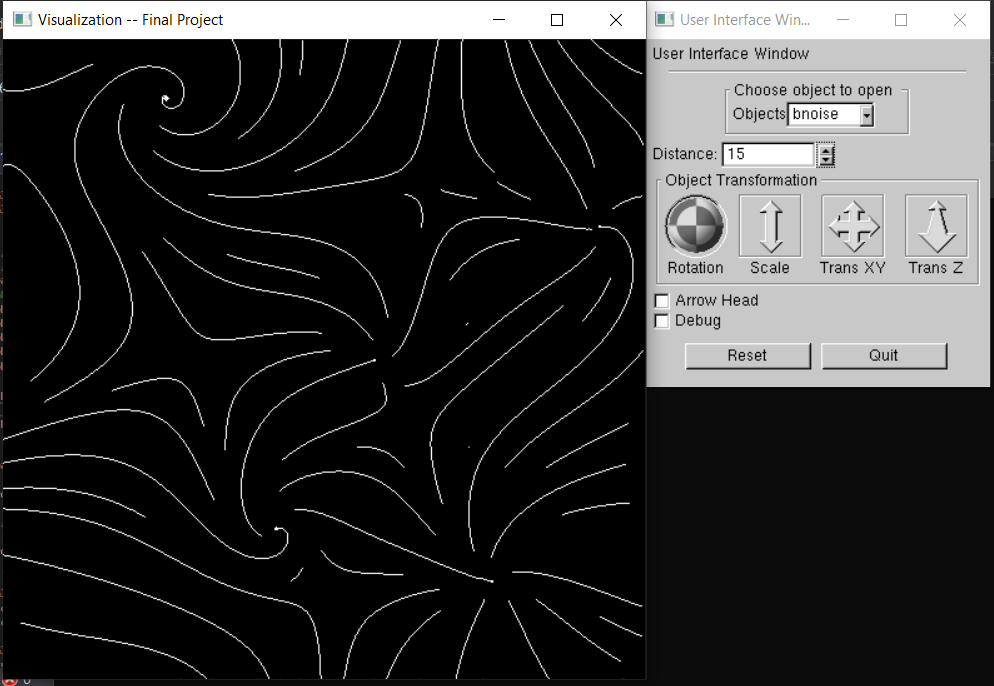 Visualization -- Final Project
User Interface Win...
User Interface Window
Choose object to open
Objects bnoise
Distance: 15
Object Transformation
Rotation Scale Trans XY Trans Z
Arrow Head
Debug
Reset Quit